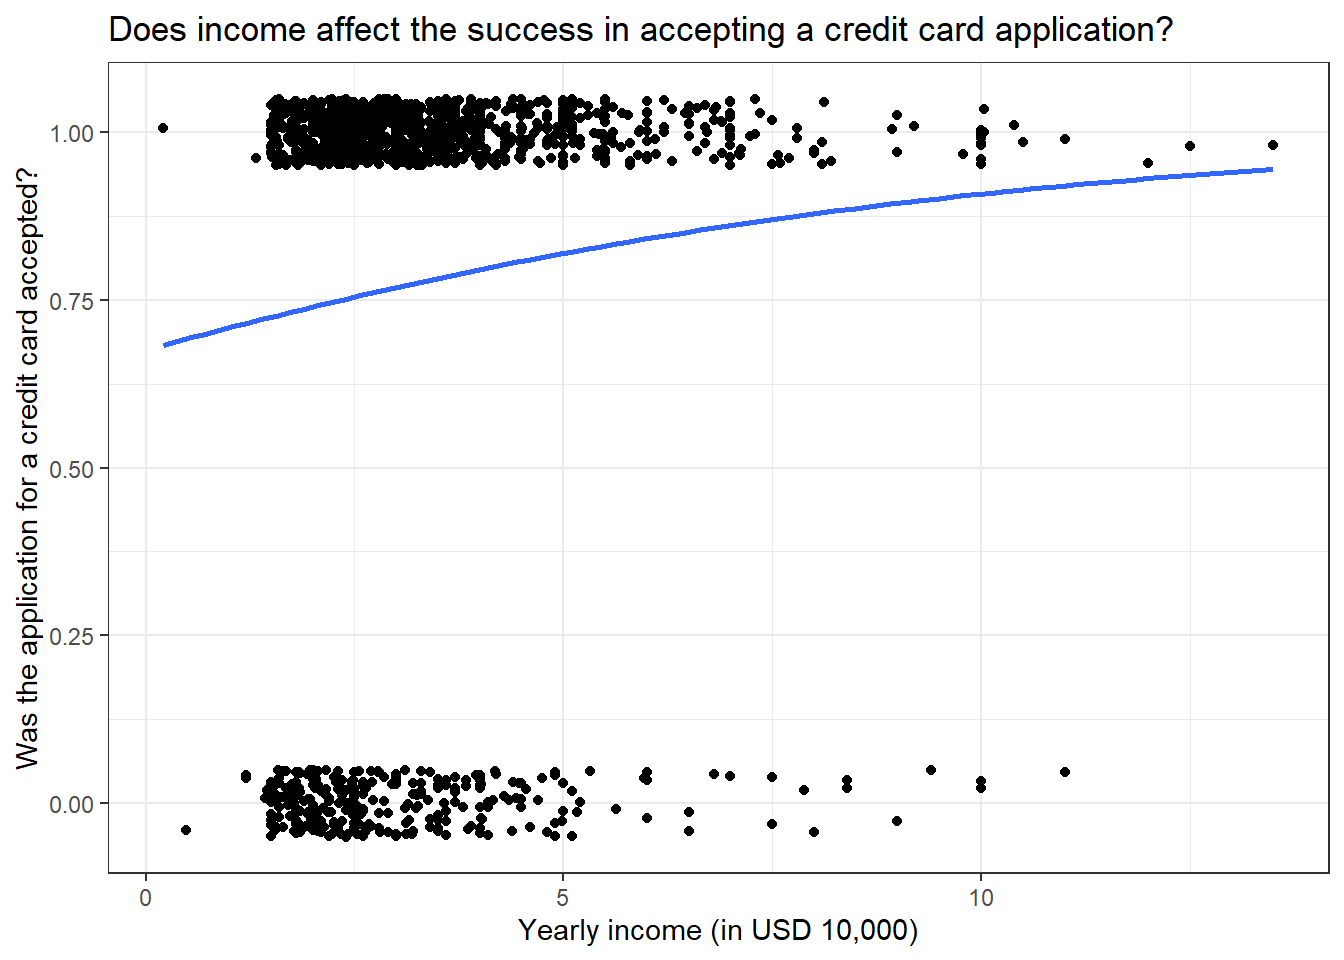 Does income affect the success in accepting a credit card application?
Was the application for a credit card accepted?
1.00
0.75
0.50
0.25
0.00
0
5
10
Yearly income (in USD 10,000)